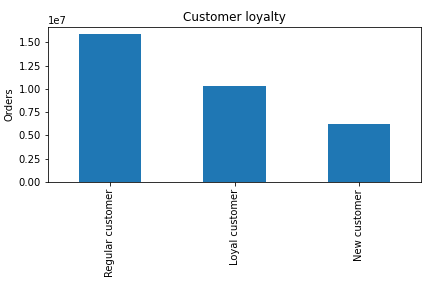 Customer loyalty
1e7
1.50
1.25
1.00
0.75
0.50
0.25
0.00
Orders
Regular customer
Loyal customer
New customer